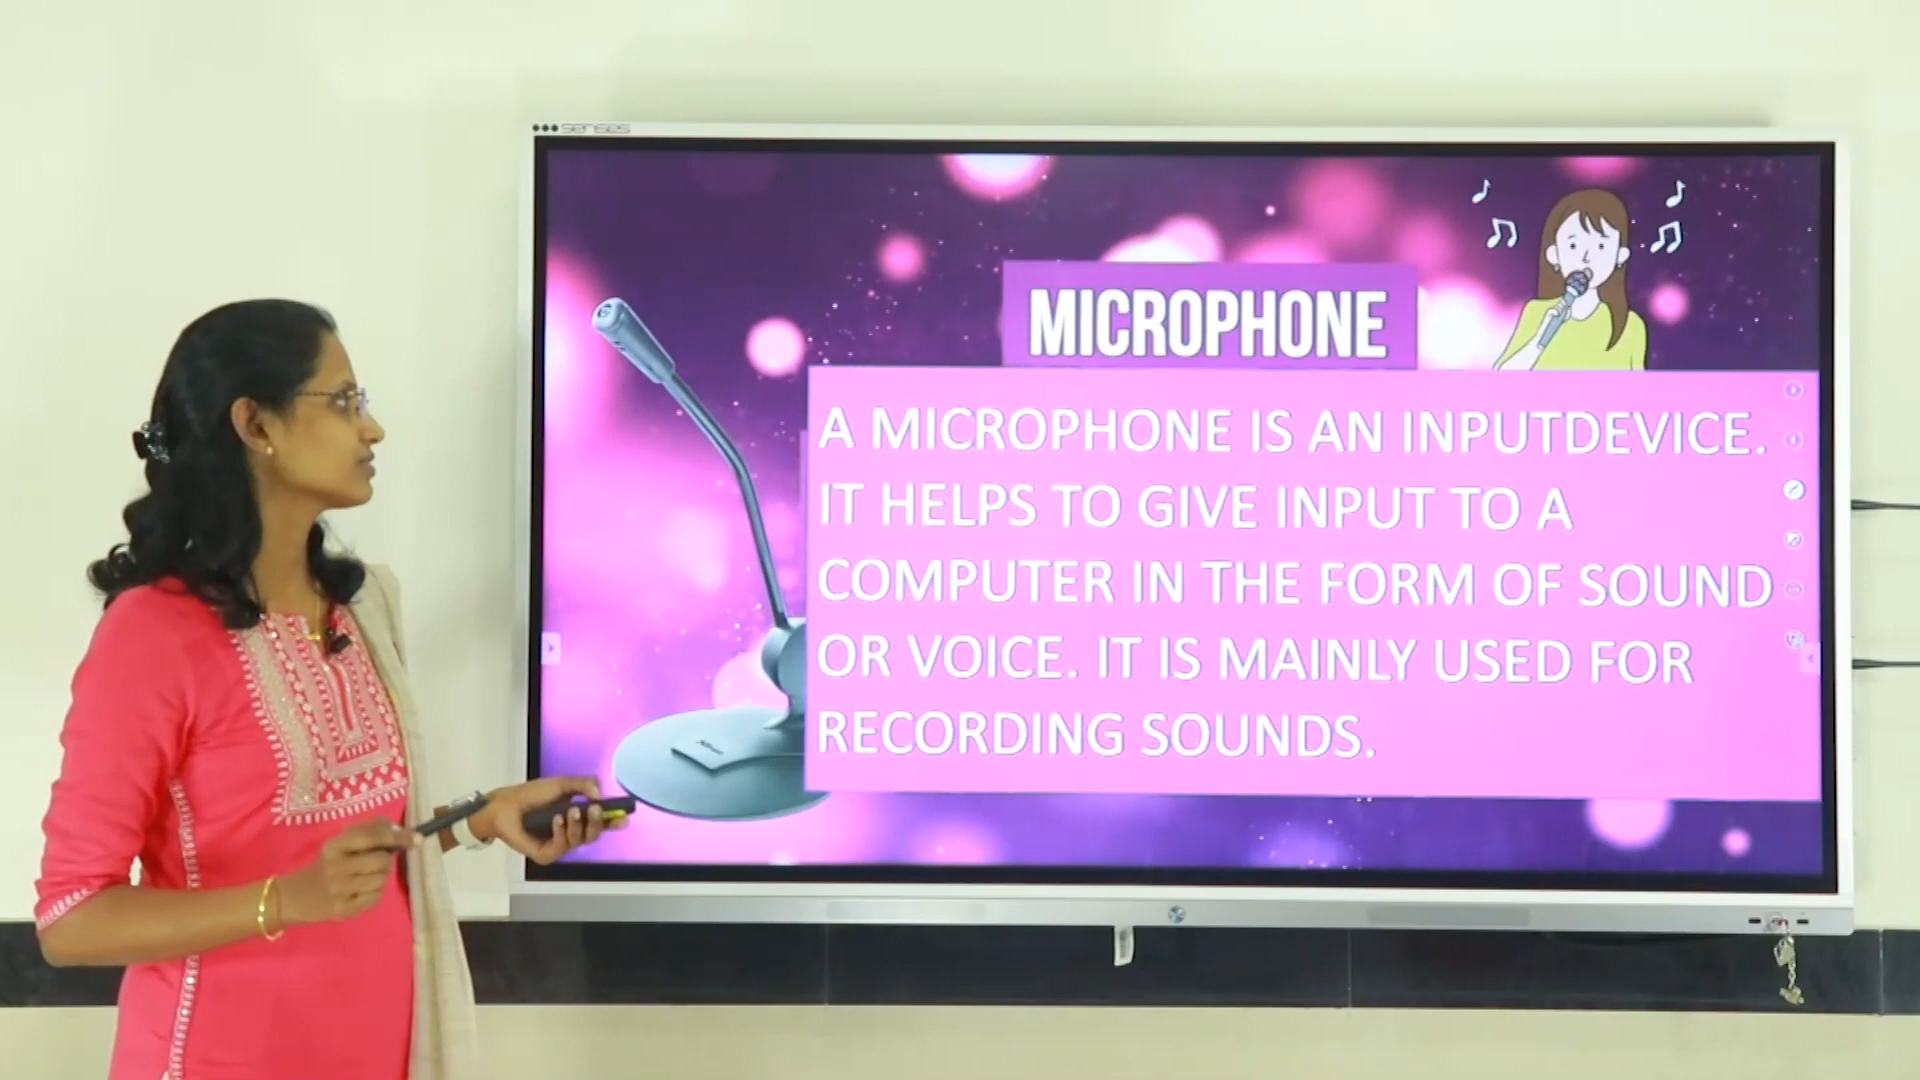 senses
MICROPHONE
A MICROPHONE IS AN INPUTDEVICE.
IT HELPS TO GIVE INPUT TO A
COMPUTER IN THE FORM OF SOUND
OR VOICE. IT IS MAINLY USED FOR
RECORDING SOUNDS.